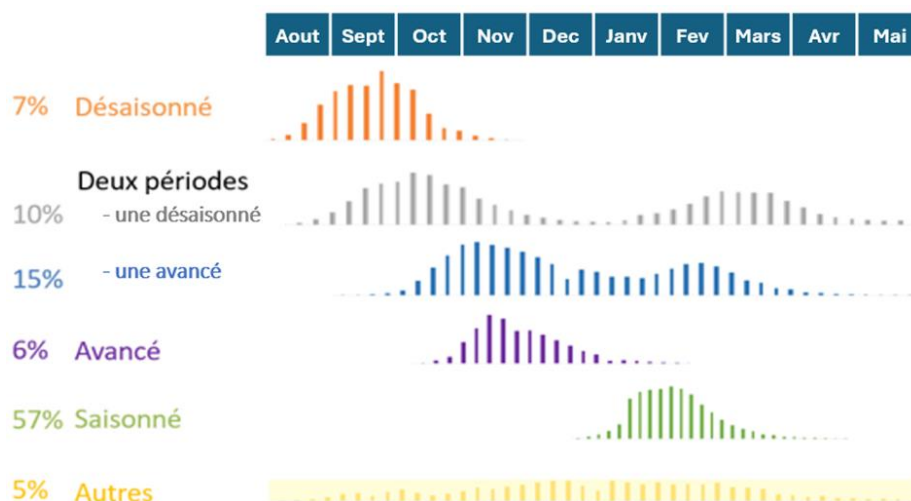 Aout Sept Oct Nov Dec Janv Fev Mars Avr Mai
7% Désaisonné
Deux périodes
10% - une désaisonné
15% - une avancé
6% Avancé
57% Saisonné
5% Autres